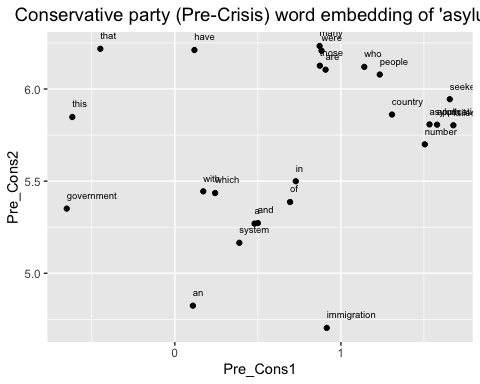 Conservative party (Pre-Crisis) word embedding of 'asylu
many
that
have
were
those
are
who
people
6.0
seeke
this
country
asylum
number
Pre_Cons2
5.5
with
which
in
government
of
a
and
system
5.0
an
immigration
0
1
Pre_Cons1